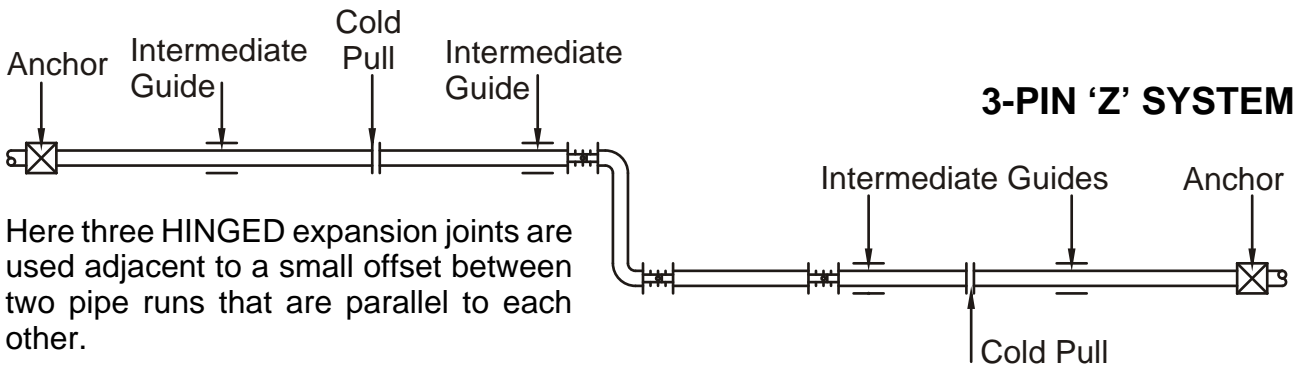 Cold
Pull
Anchor
Intermediate
Guide
Intermediate
Guide
3-PIN ‘Z’ SYSTEM
Intermediate Guides
Anchor
Here three HINGED expansion joints are
used adjacent to a small offset between
two pipe runs that are parallel to each
other.
Cold Pull